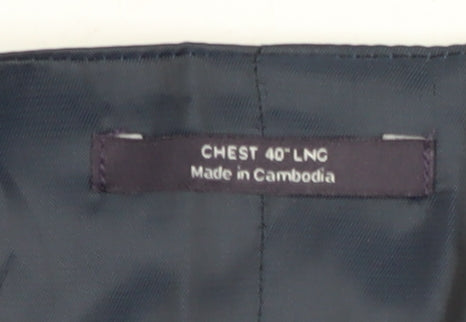 CHEST 40" LNG
Made in Cambodia